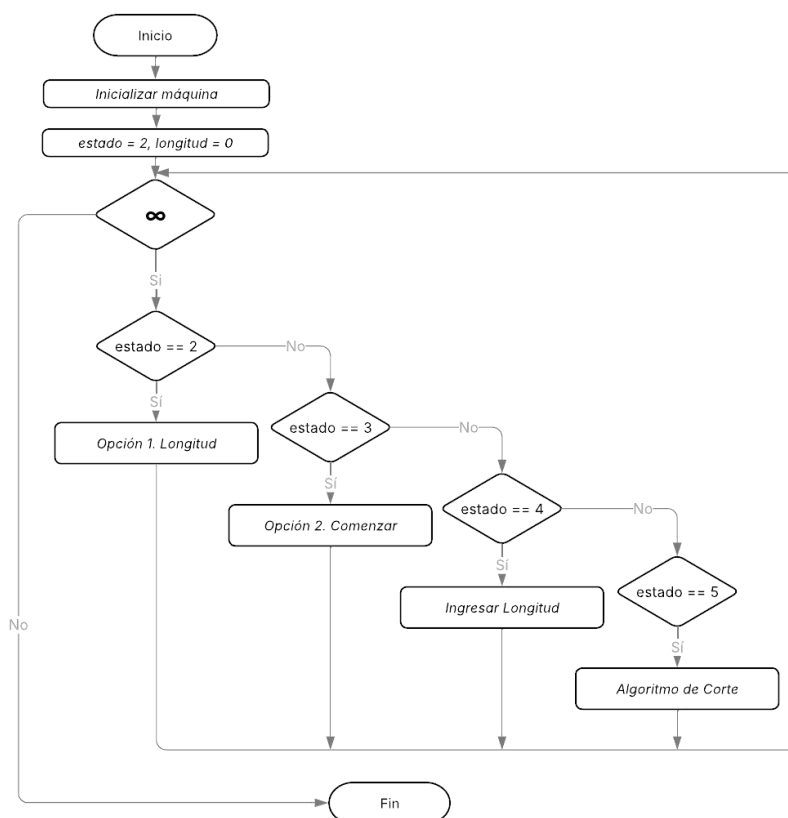 Inicio
Inicializar máquina
estado = 2, longitud = 0
∞
Si
estado == 2
No
Sí
estado == 3
No
Opción 1. Longitud
Sí
estado == 4
No
Opción 2. Comenzar
Sí
estado == 5
Ingresar Longitud
No
Sí
Algoritmo de Corte
Fin